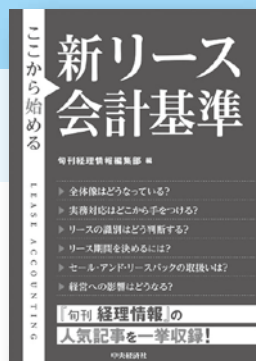 ここから始める
LEASE ACCOUNTING
新リース
会計基準
旬刊経理情報編集部 編
全体像はどうなっている?
実務対応はどこから手をつける?
リースの識別はどう判断する?
リース期間を決めるには?
セール・アンド・リースバックの取扱いは?
経営への影響はどうなる?
『旬刊 経理情報』の
人気記事を一挙収録!
中央経済社